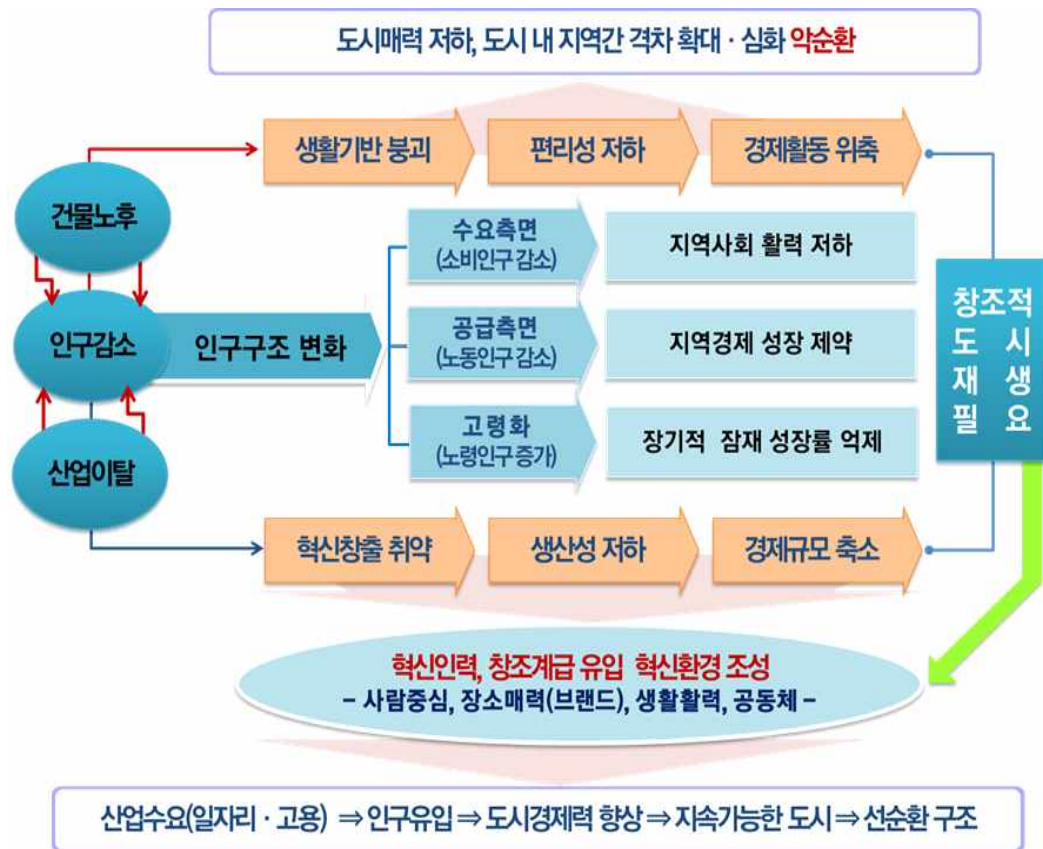 도시매력 저하, 도시 내 지역간 격차 확대 · 심화 악순환
생활기반 붕괴
편리성 저하
경제활동 위축
건물노후
인구감소
산업이탈
인구구조 변화
수요측면
(소비인구 감소)
지역사회 활력 저하
공급측면
(노동인구 감소)
지역경제 성장 제약
고령화
(노령인구 증가)
장기적 잠재 성장률 억제
창조적
도 시
재 생
필 요
혁신창출 취약
생산성 저하
경제규모 축소
혁신인력, 창조계급 유입 혁신환경 조성
– 사람중심, 장소매력(브랜드), 생활활력, 공동체 –
산업수요(일자리 · 고용) ⇒ 인구유입 ⇒ 도시경제력 향상 ⇒ 지속가능한 도시 ⇒ 선순환 구조